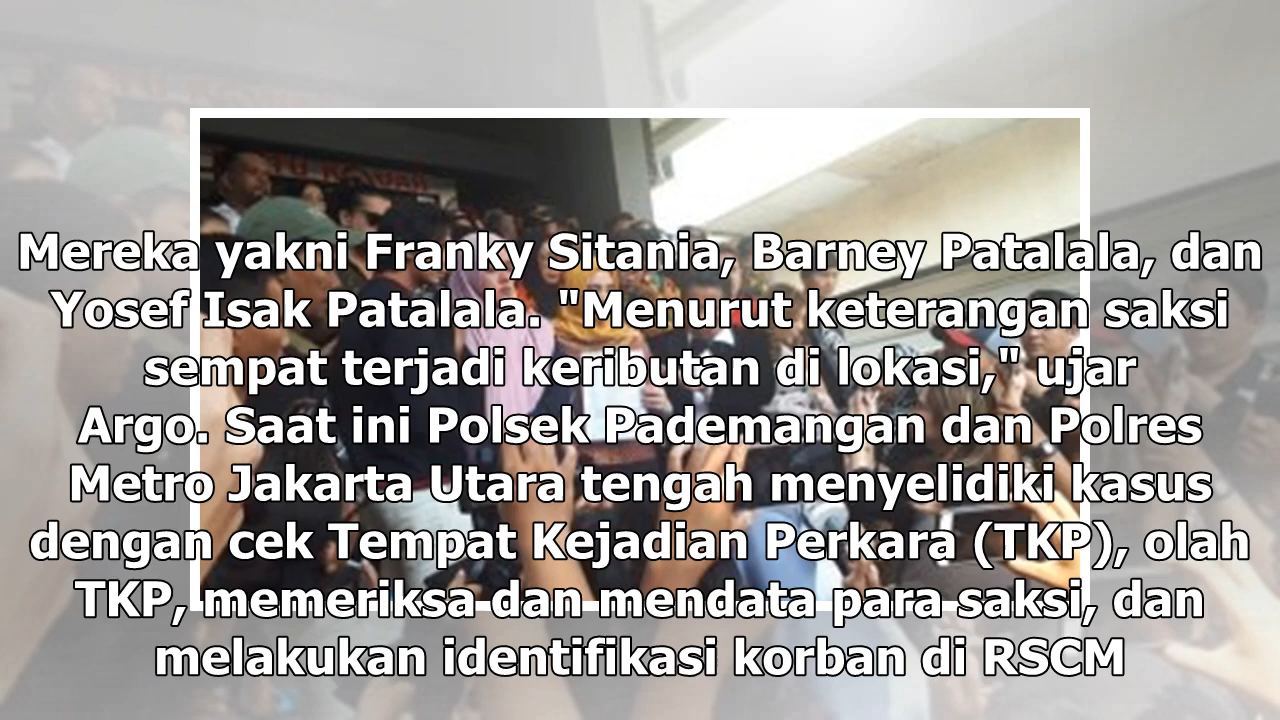 Mereka yakni Franky Sitania, Barney Patalala, dan
Yosef Isak Patalala. "Menurut keterangan saksi
sempat terjadi keributan di lokasi," ujar
Argo. Saat ini Polsek Pademangan dan Polres
Metro Jakarta Utara tengah menyelidiki kasus
dengan cek Tempat Kejadian Perkara (TKP), olah
TKP, memeriksa dan mendata para saksi, dan
melakukan identifikasi korban di RSCM